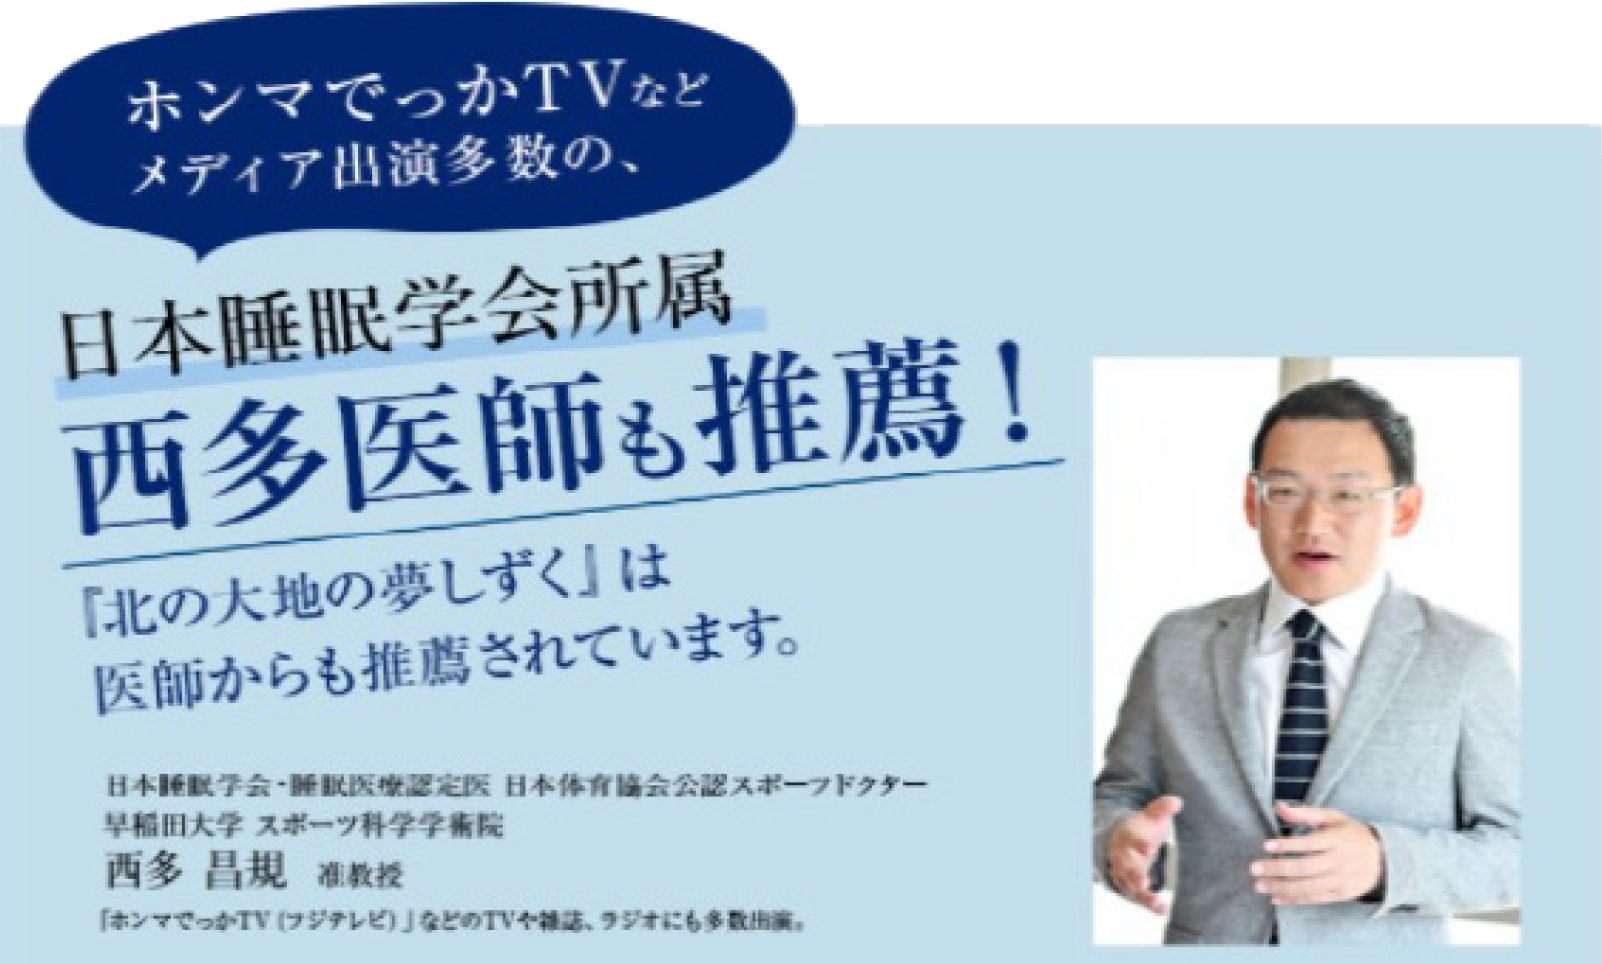 ホンマでっかTVなど
メディア出演多数の、
日本睡眠学会所属
西多医師も推薦！
『北の大地の夢しずく』は
医師からも推薦されています。
日本睡眠学会・睡眠医療認定医 日本体育協会公認スポーツドクター
早稲田大学 スポーツ科学学術院
西多 昌規 准教授
「ホンマでっかTV (フジテレビ) 」などのTVや雑誌、ラジオにも多数出演。